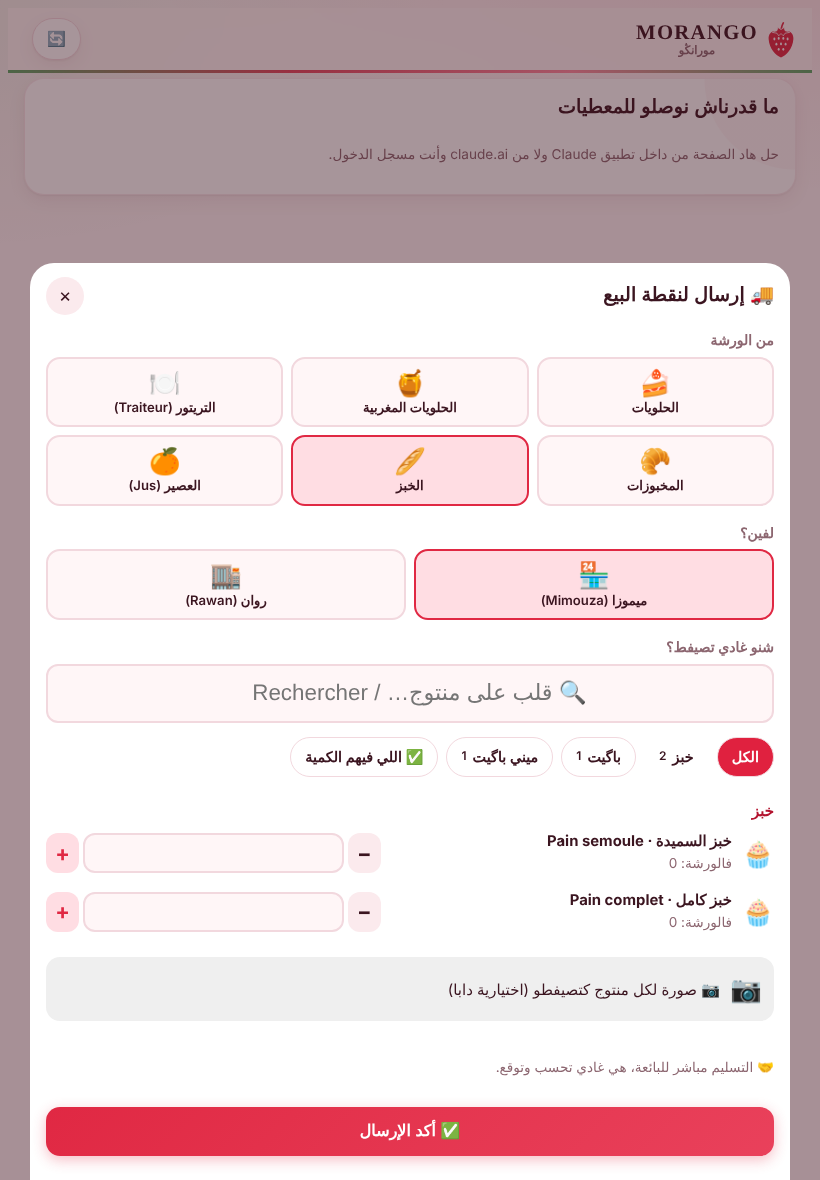 MORANGO
مورانڭو
ما قدرناش نوصلو للمعطيات
حل هاد الصفحة من داخل تطبيق Claude ولا من claude.ai وأنت مسجل الدخول.
🚚 إرسال لنقطة البيع
×
من الورشة
الحلويات
الحلويات المغربية
التريتور (Traiteur)
المخبوزات
الخبز
العصير (Jus)
لفين؟
ميموزا (Mimouza)
روان (Rawan)
شنو غادي تصيفط؟
🔍 قلب على منتوج… / Rechercher
الكل
خبز 2
باگيت 1
ميني باگيت 1
✅ اللي فيهم الكمية
خبز
خبز السميدة · Pain semoule
فالورشة: 0
−
+
خبز كامل · Pain complet
فالورشة: 0
−
+
📷 صورة لكل منتوج كتصيفطو (اختيارية دابا)
🤝 التسليم مباشر للبائعة، هي غادي تحسب وتوقع.
✅ أكد الإرسال